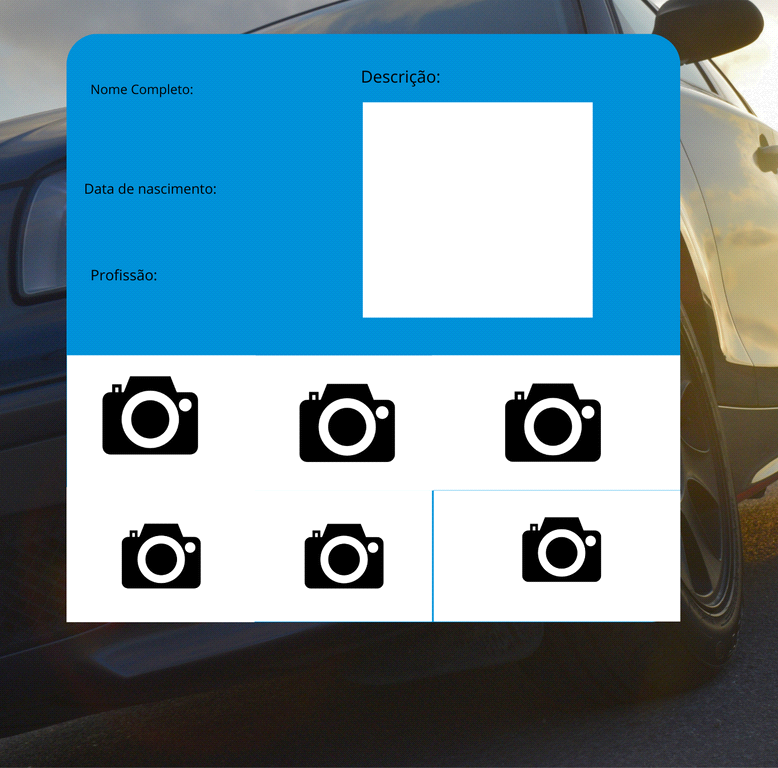 Nome Completo:
Descrição:
Data de nascimento:
Profissão: